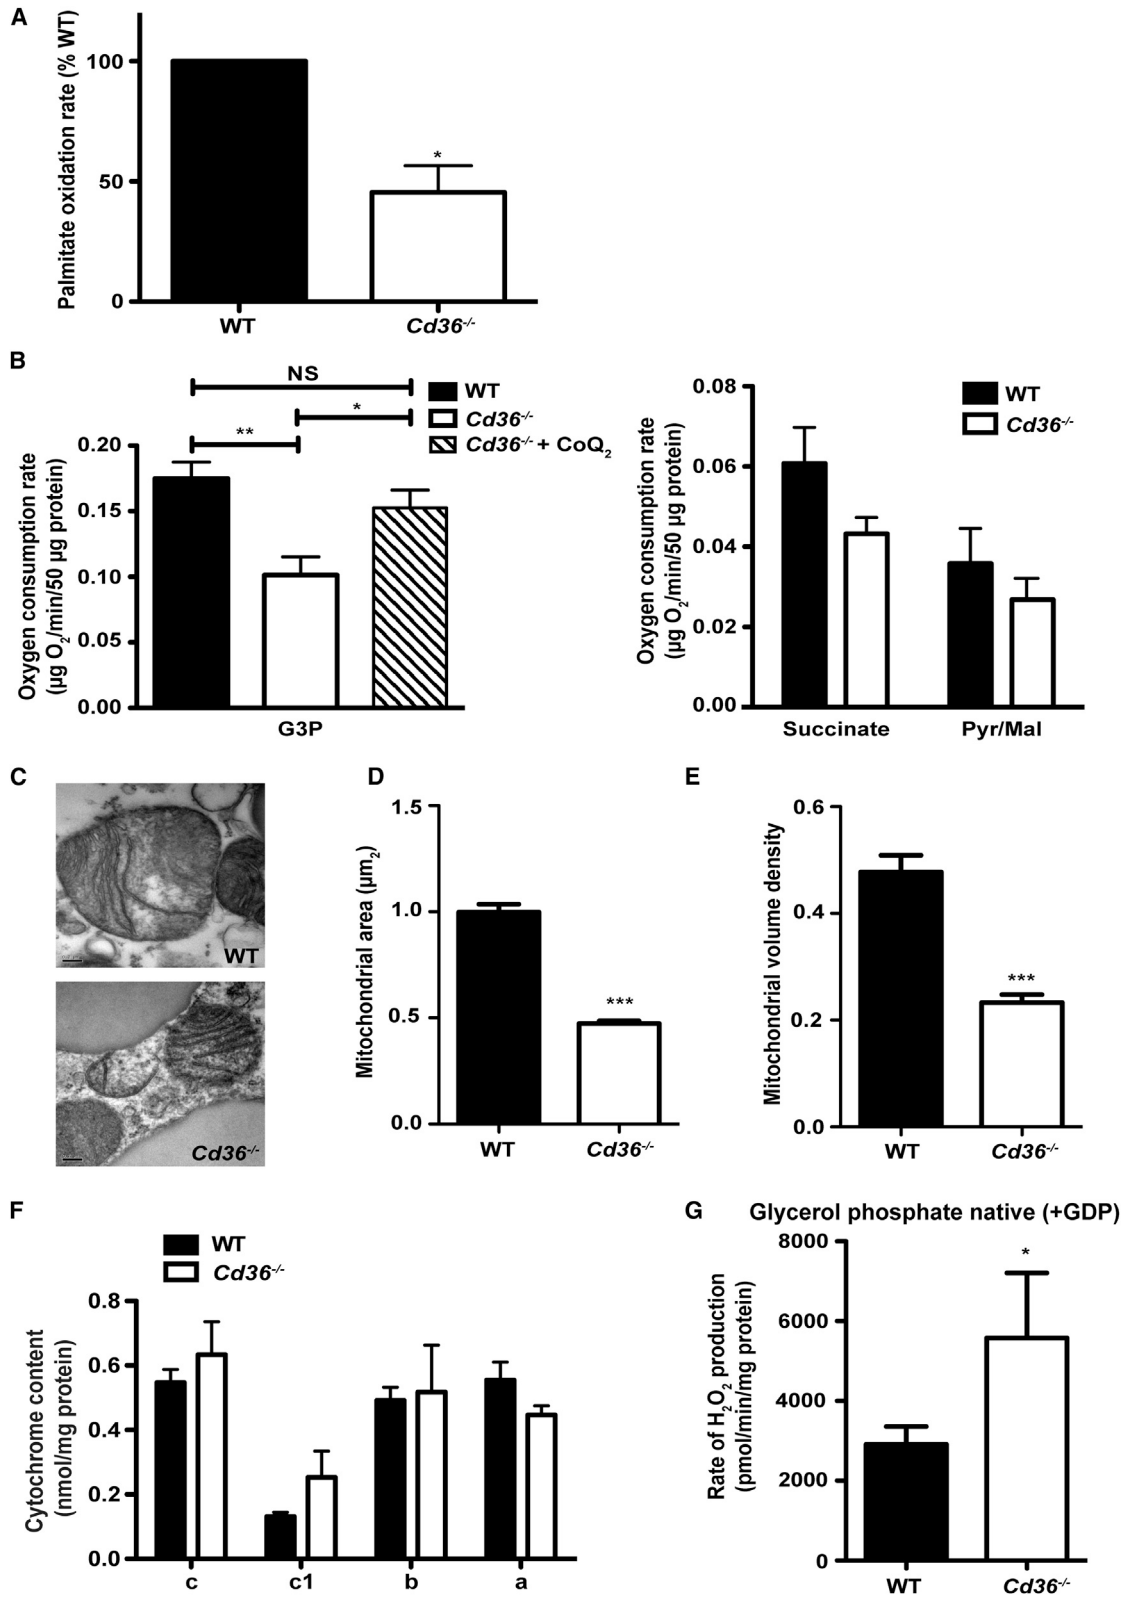 A
Palmitate oxidation rate (% WT)
100
50
0
*
WT
Cd36-/-
B
NS
*
**
WT
Cd36-/-
Cd36-/- + CoQ2
Oxygen consumption rate
(µg O2/min/50 µg protein)
0.20
0.15
0.10
0.05
0.00
G3P
WT
Cd36-/-
Oxygen consumption rate
(µg O2/min/50 µg protein)
0.08
0.06
0.04
0.02
0.00
Succinate
Pyr/Mal
C
WT
Cd36-/-
D
Mitochondrial area (µm2)
1.5
1.0
0.5
0.0
***
WT
Cd36-/-
E
Mitochondrial volume density
0.6
0.4
0.2
0.0
***
WT
Cd36-/-
F
WT
Cd36-/-
Cytochrome content
(nmol/mg protein)
0.8
0.6
0.4
0.2
0.0
c
c1
b
a
G
Glycerol phosphate native (+GDP)
Rate of H2O2 production
(pmol/min/mg protein)
8000
6000
4000
2000
0
*
WT
Cd36-/-